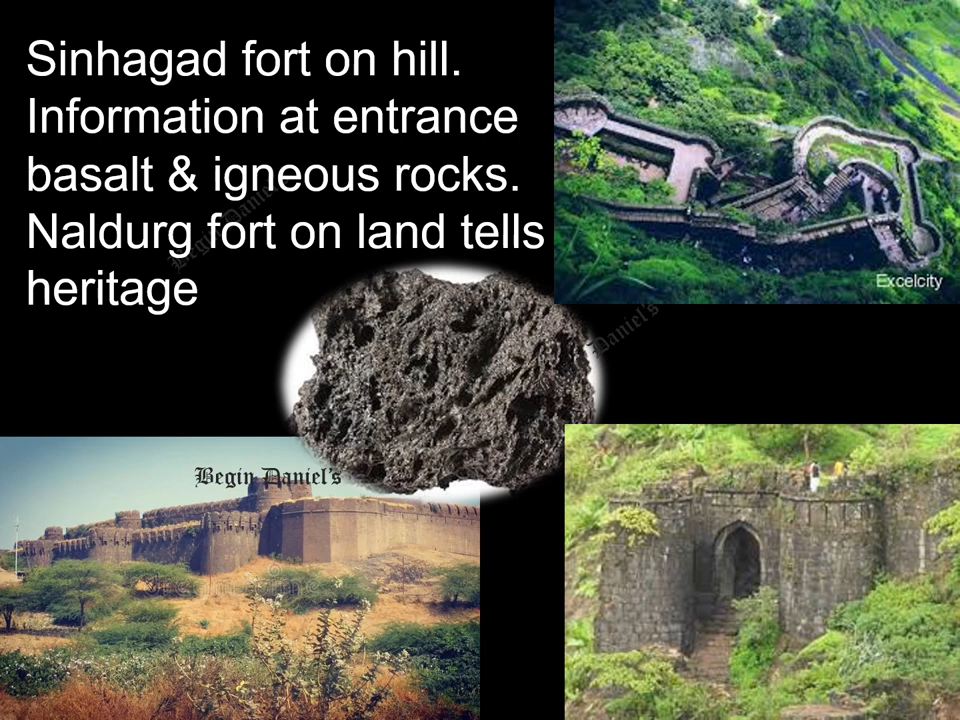 Sinhagad fort on hill.
Information at entrance
basalt & igneous rocks.
Naldurg fort on land tells
heritage
Excelcity
Daniel's
Begin Daniel's